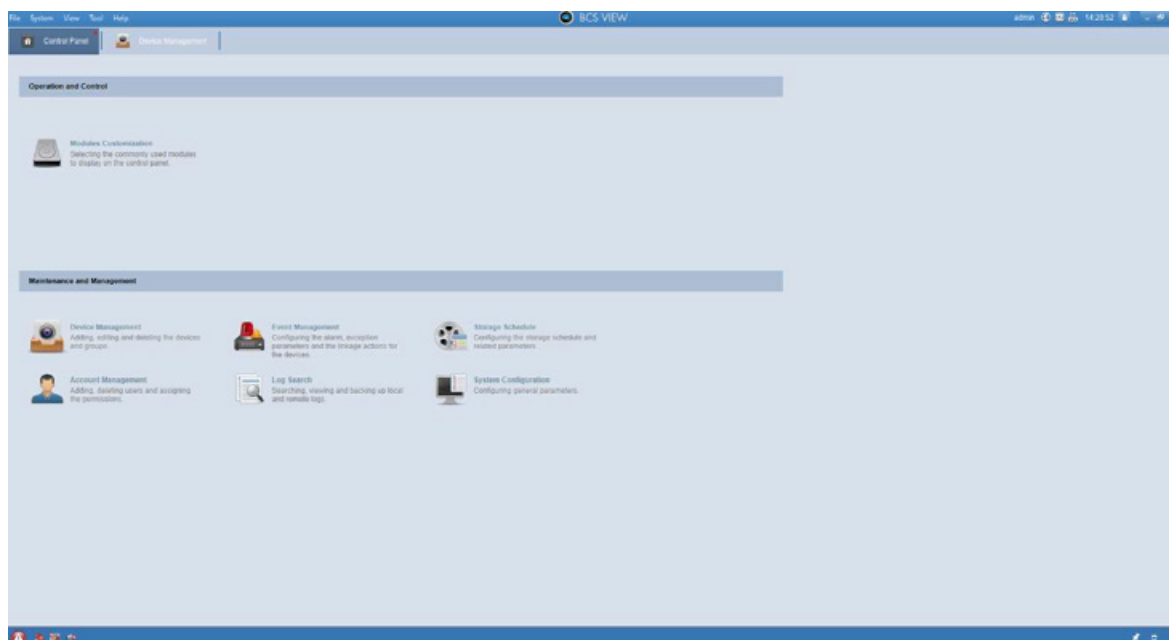 File System View Tool Help
BCS VIEW
admin 14:20:52
Control Panel
Device Management
Operation and Control
Modules Customization
Selecting the commonly used modules
to display on the control panel.
Maintenance and Management
Device Management
Adding, editing and deleting the devices
and groups.
Event Management
Configuring the alarm, exception
parameters and the linkage actions for
the devices.
Storage Schedule
Configuring the storage schedule and
related parameters.
Account Management
Adding, deleting users and assigning
the permissions.
Log Search
Searching, viewing and backing up local
and remote logs.
System Configuration
Configuring general parameters.